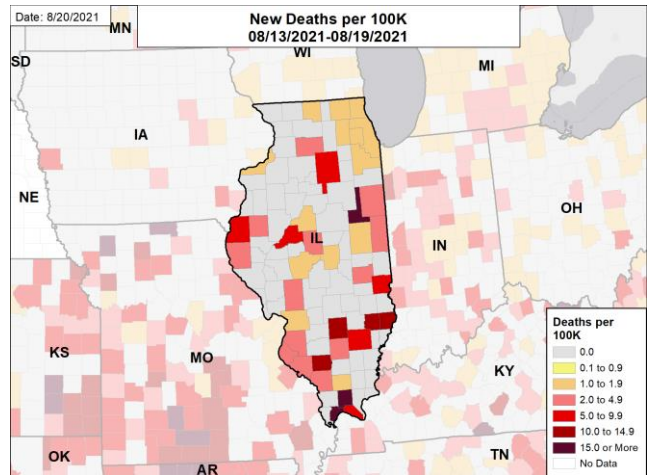 Date: 8/20/2021
New Deaths per 100K
08/13/2021-08/19/2021
MN
WI
SD
MI
IA
NE
OH
IL
IN
KS
MO
KY
OK
AR
TN
Deaths per
100K
0.0
0.1 to 0.9
1.0 to 1.9
2.0 to 4.9
5.0 to 9.9
10.0 to 14.9
15.0 or More
No Data